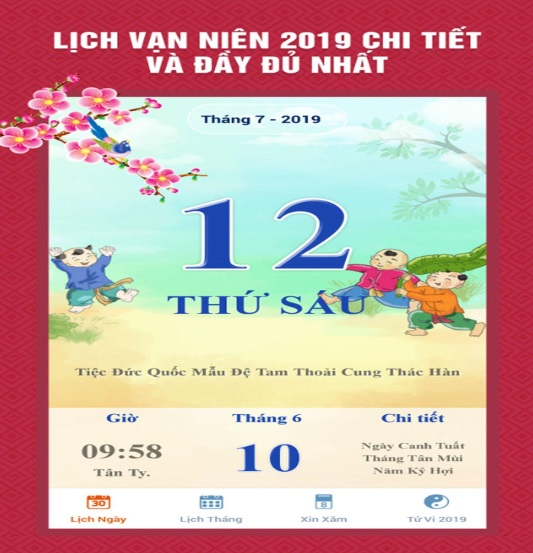 LỊCH VẠN NIÊN 2019 CHI TIẾT
VÀ ĐẦY ĐỦ NHẤT
Tháng 7 - 2019
12
THỨ SÁU
Tiệc Đức Quốc Mẫu Đệ Tam Thoải Cung Thác Hàn
Giờ Tháng 6 Chi tiết
09:58 10 Ngày Canh Tuất
Tháng Tân Mùi
Tân Ty. Năm Kỷ Hợi
30 8
Lịch Ngày Lịch Tháng Xin Xăm Tử Vi 2019